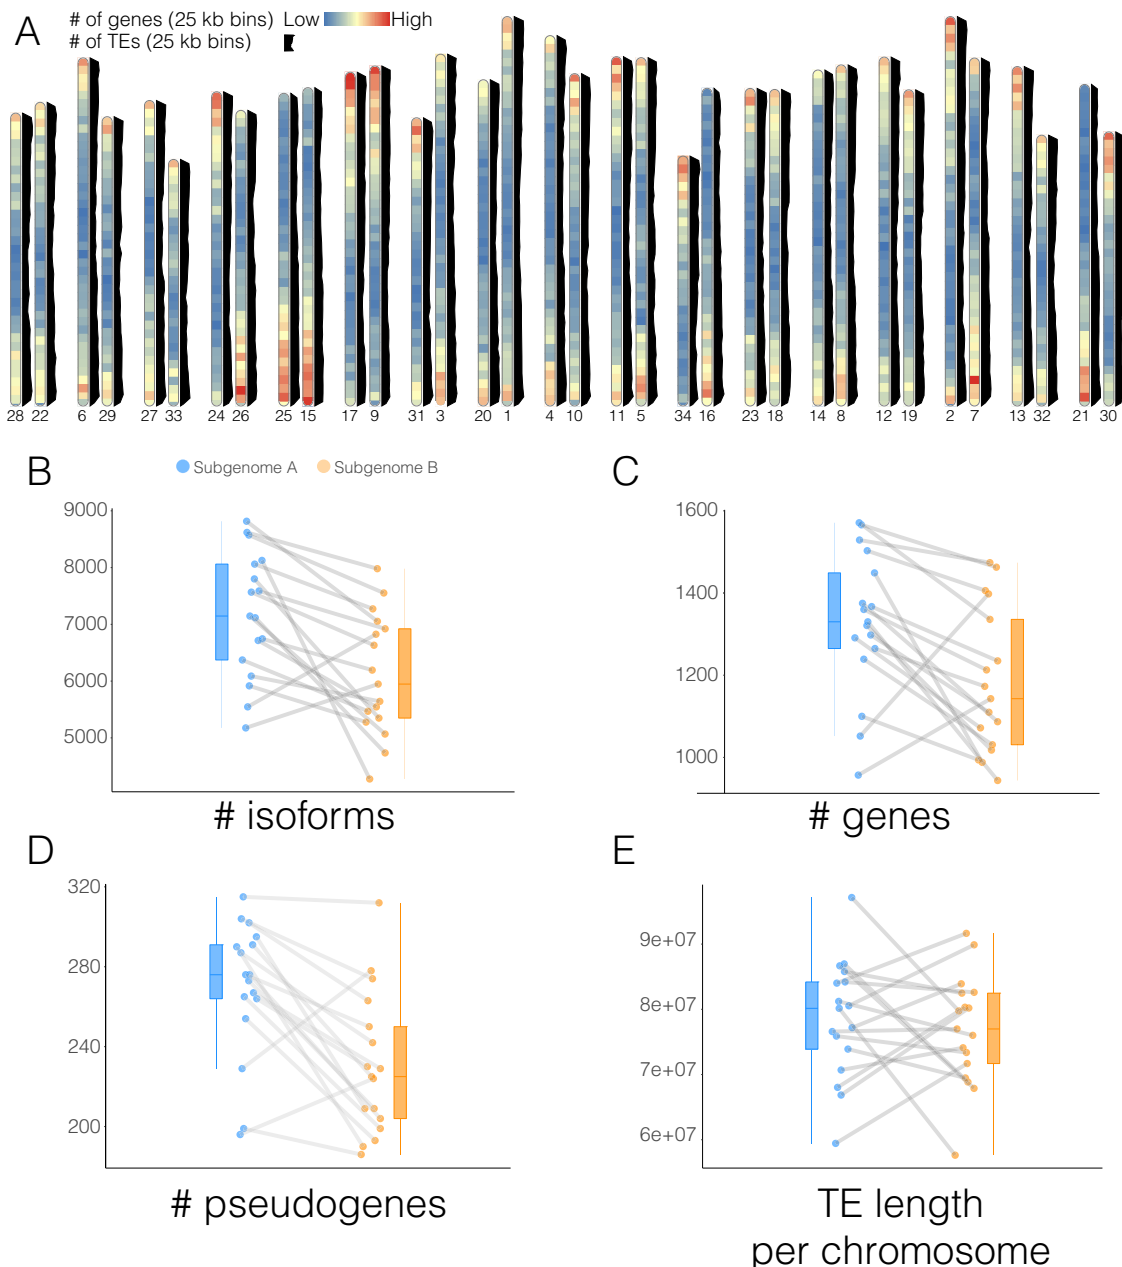 A
# of genes (25 kb bins) Low High
# of TEs (25 kb bins)
28 22 6 29 27 33 24 26 25 15 17 9 31 3 20 1 4 10 11 5 34 16 23 18 14 8 12 19 2 7 13 32 21 30
B
Subgenome A Subgenome B
9000
8000
7000
6000
5000
# isoforms
C
1600
1400
1200
1000
# genes
D
320
280
240
200
# pseudogenes
E
9e+07
8e+07
7e+07
6e+07
TE length
per chromosome